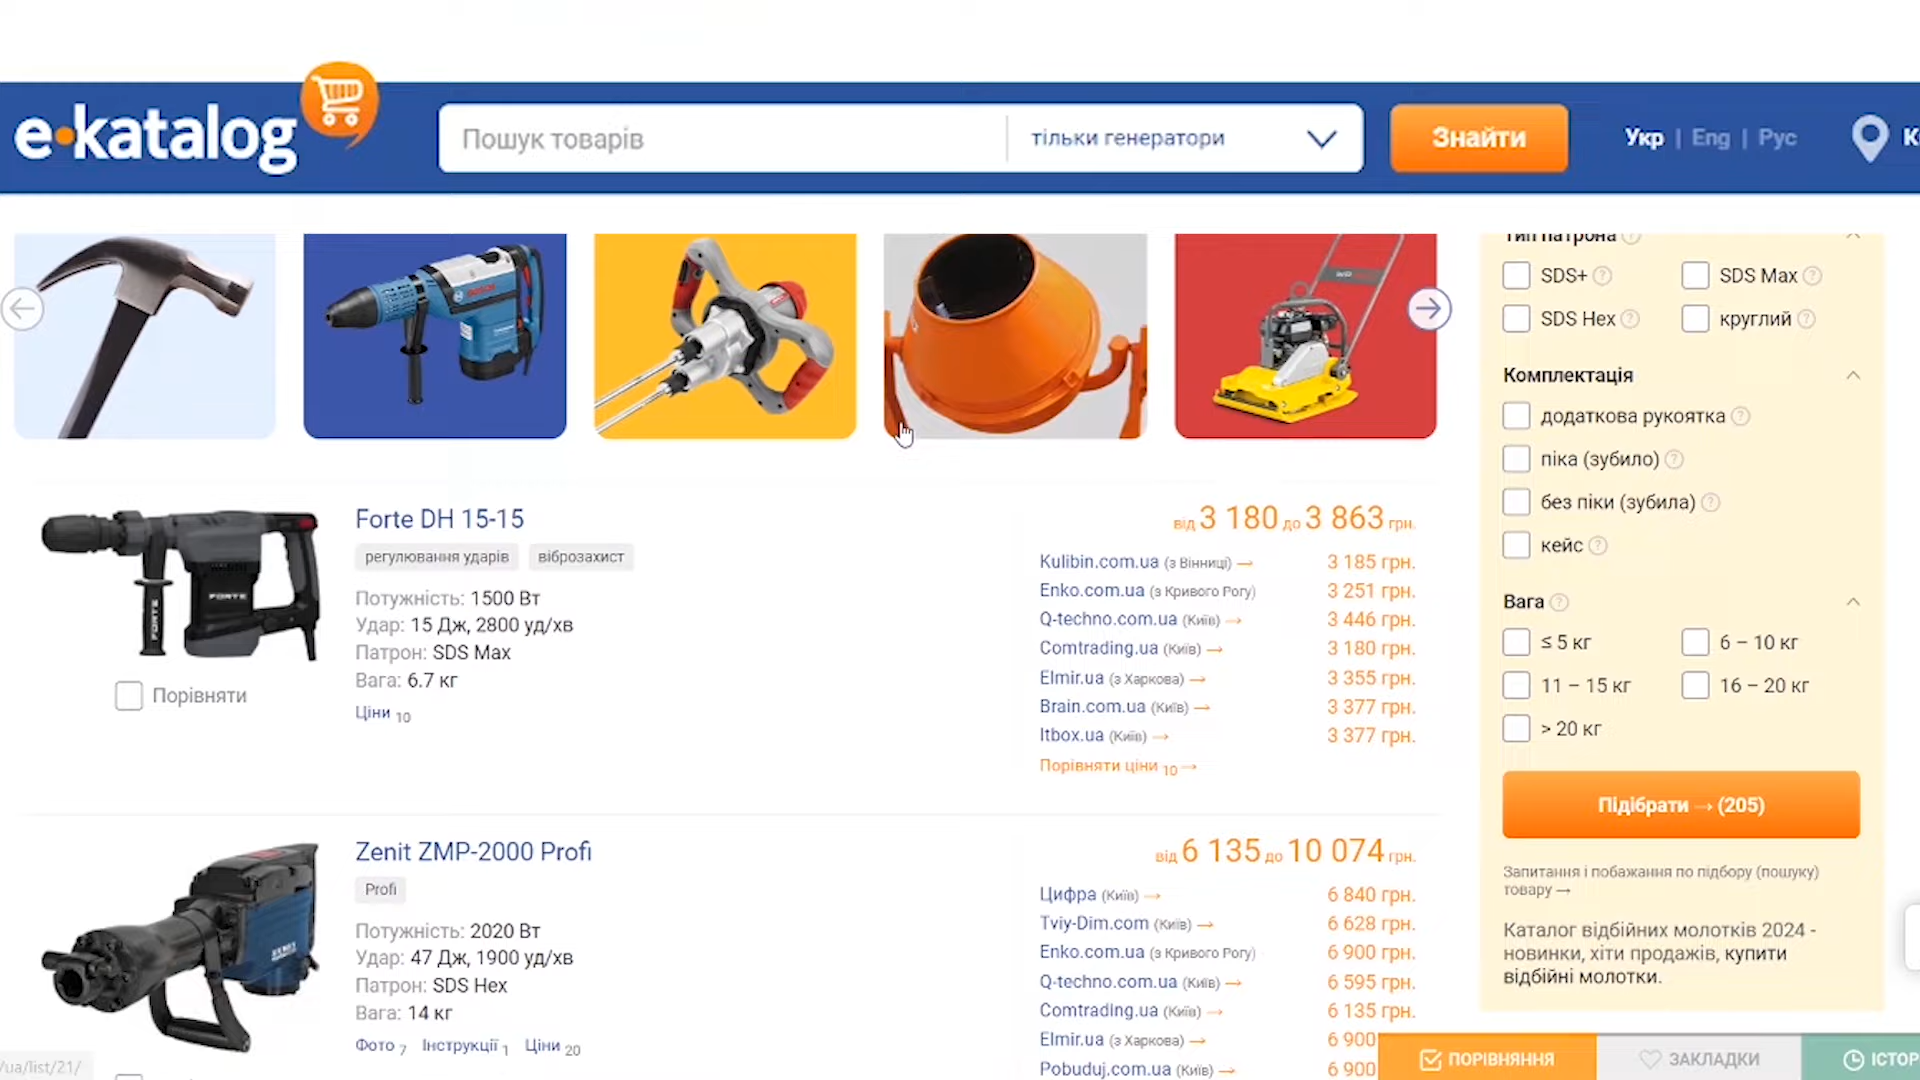 e·katalog
Пошук товарів
тільки генератори
Знайти
Укр | Eng | Рус
BOSCH
Тип патрона
SDS+
SDS Max
SDS Hex
круглий
Комплектація
додаткова рукоятка
піка (зубило)
без піки (зубила)
кейс
Вага
≤ 5 кг
6 – 10 кг
11 – 15 кг
16 – 20 кг
> 20 кг
Підібрати → (205)
Запитання і побажання по підбору (пошуку)
товару →
Каталог відбійних молотків 2024 -
новинки, хіти продажів, купити
відбійні молотки.
FORTE
FORTE
Порівняти
Forte DH 15-15
регулювання ударів
віброзахист
Потужність: 1500 Вт
Удар: 15 Дж, 2800 уд/хв
Патрон: SDS Max
Вага: 6.7 кг
Ціни 10
від 3 180 до 3 863 грн.
Kulibin.com.ua (з Вінниці) → 3 185 грн.
Enko.com.ua (з Кривого Рогу) 3 251 грн.
Q-techno.com.ua (Київ) → 3 446 грн.
Comtrading.ua (Київ) → 3 180 грн.
Elmir.ua (з Харкова) → 3 355 грн.
Brain.com.ua (Київ) → 3 377 грн.
Itbox.ua (Київ) → 3 377 грн.
Порівняти ціни 10 →
ZENIT
Zenit ZMP-2000 Profi
Profi
Потужність: 2020 Вт
Удар: 47 Дж, 1900 уд/хв
Патрон: SDS Hex
Вага: 14 кг
Фото 7 Інструкції 1 Ціни 20
від 6 135 до 10 074 грн.
Цифра (Київ) → 6 840 грн.
Tviy-Dim.com (Київ) → 6 628 грн.
Enko.com.ua (з Кривого Рогу) 6 900 грн.
Q-techno.com.ua (Київ) → 6 595 грн.
Comtrading.ua (Київ) → 6 135 грн.
Elmir.ua (з Харкова) → 6 900
Pobuduj.com.ua (Київ) → 6 900
/ua/list/21/
ПОРІВНЯННЯ
ЗАКЛАДКИ
ІСТОР